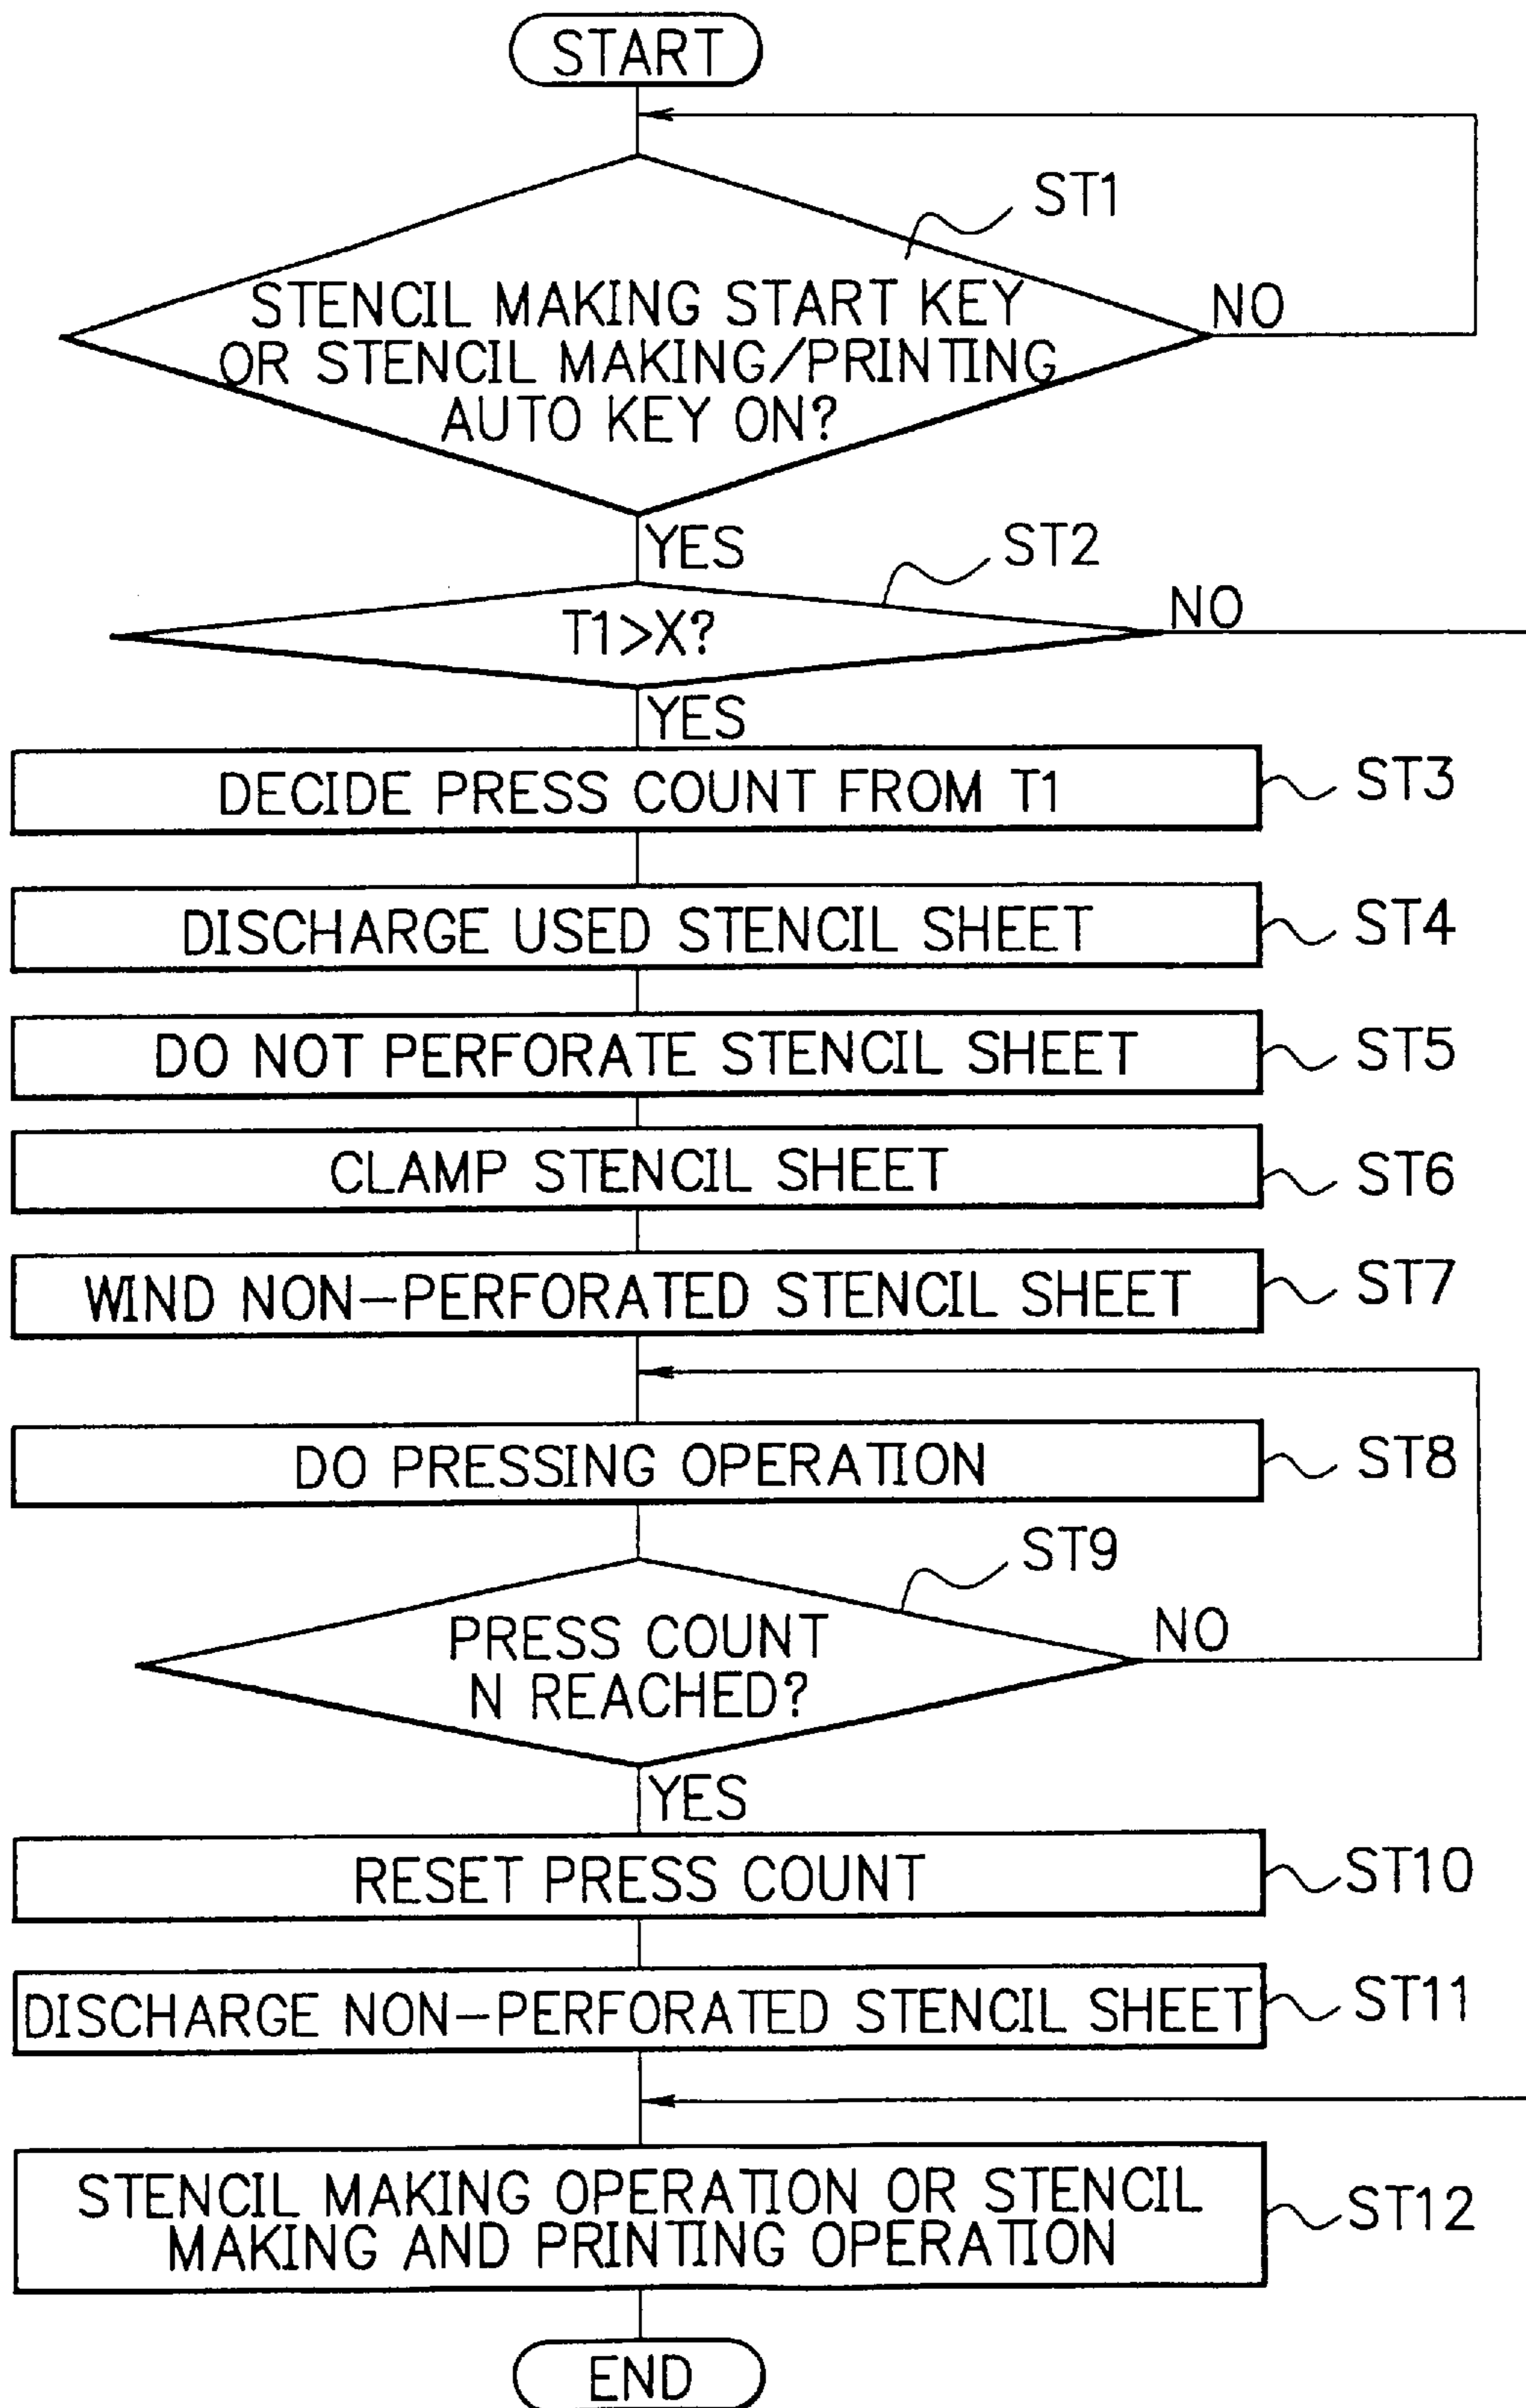 START
ST1
STENCIL MAKING START KEY
OR STENCIL MAKING/PRINTING
AUTO KEY ON?
NO
YES
ST2
T1>X?
NO
YES
DECIDE PRESS COUNT FROM T1
ST3
DISCHARGE USED STENCIL SHEET
ST4
DO NOT PERFORATE STENCIL SHEET
ST5
CLAMP STENCIL SHEET
ST6
WIND NON-PERFORATED STENCIL SHEET
ST7
DO PRESSING OPERATION
ST8
ST9
PRESS COUNT
N REACHED?
NO
YES
RESET PRESS COUNT
ST10
DISCHARGE NON-PERFORATED STENCIL SHEET
ST11
STENCIL MAKING OPERATION OR STENCIL
MAKING AND PRINTING OPERATION
ST12
END